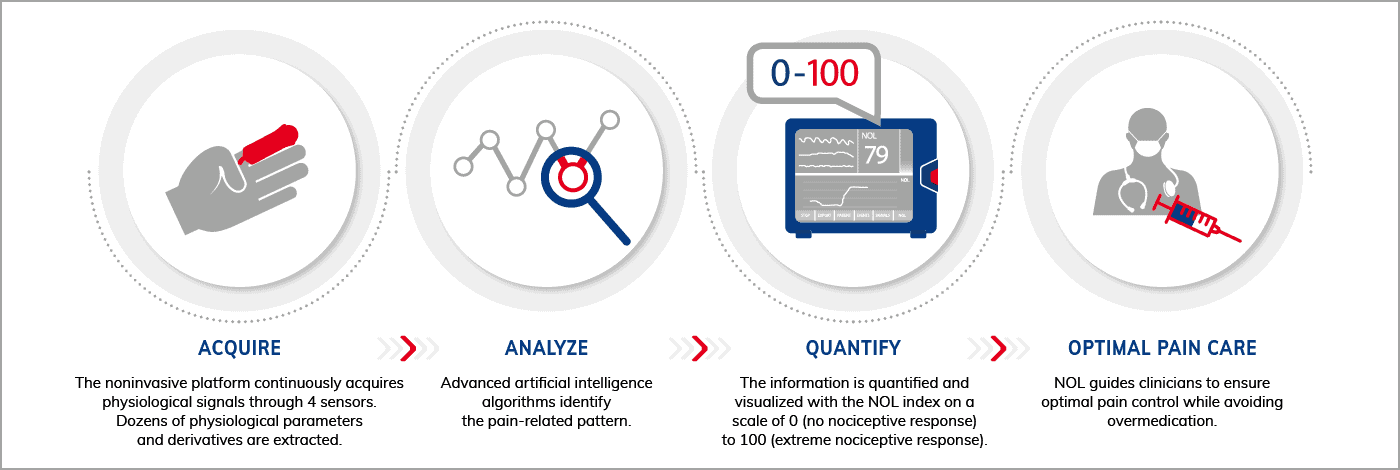 0-100
NOL
79
NOL
ACQUIRE
The noninvasive platform continuously acquires
physiological signals through 4 sensors.
Dozens of physiological parameters
and derivatives are extracted.
ANALYZE
Advanced artificial intelligence
algorithms identify
the pain-related pattern.
QUANTIFY
The information is quantified and
visualized with the NOL index on a
scale of 0 (no nociceptive response)
to 100 (extreme nociceptive response).
OPTIMAL PAIN CARE
NOL guides clinicians to ensure
optimal pain control while avoiding
overmedication.